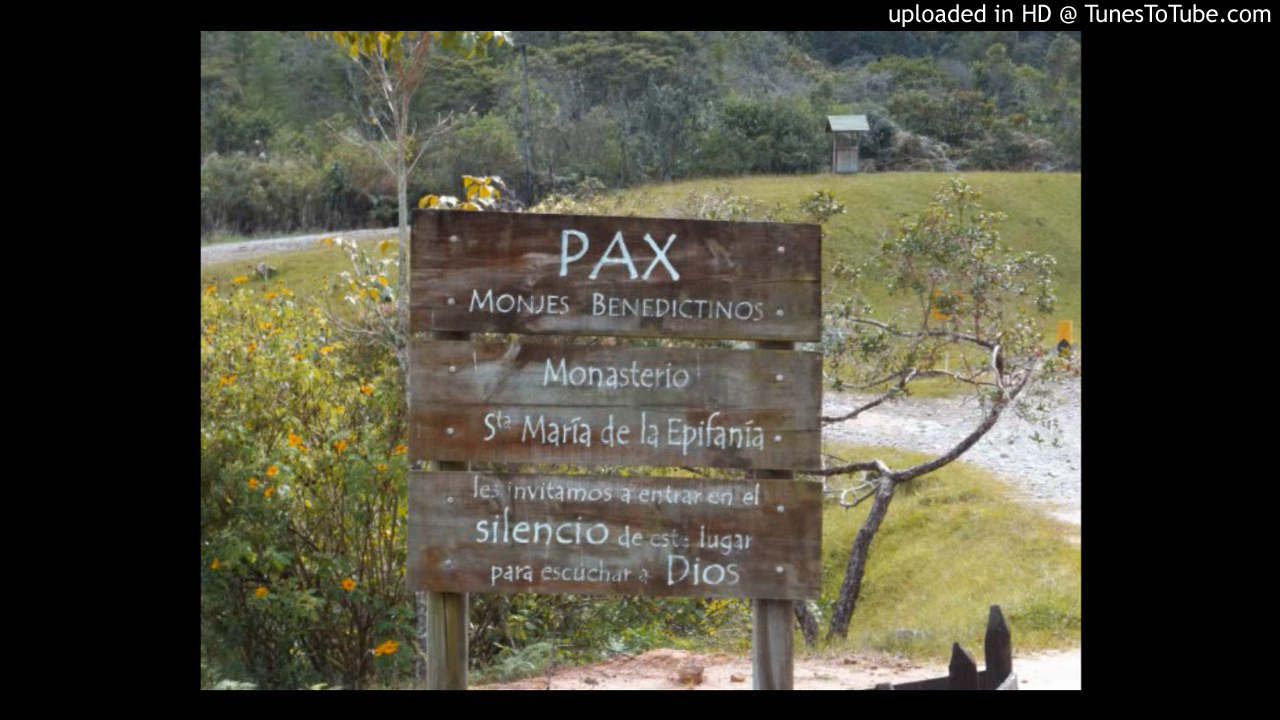 uploaded in HD @ TunesToTube.com
PAX
MONJES BENEDICTINOS
Monasterio
Sta María de la Epifanía
les invitamos a entrar en el
silencio de este lugar
para escuchar a Dios